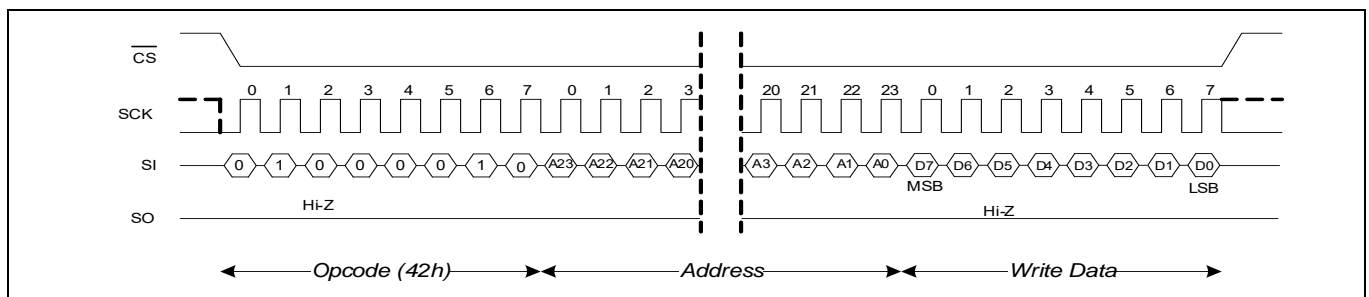 CS
0 1 2 3 4 5 6 7 0 1 2 3 20 21 22 23 0 1 2 3 4 5 6 7
SCK
SI 0 1 0 0 0 0 1 0 A23 A22 A21 A20 A3 A2 A1 A0 D7 D6 D5 D4 D3 D2 D1 D0
MSB LSB
Hi-Z Hi-Z
SO
Opcode (42h) Address Write Data